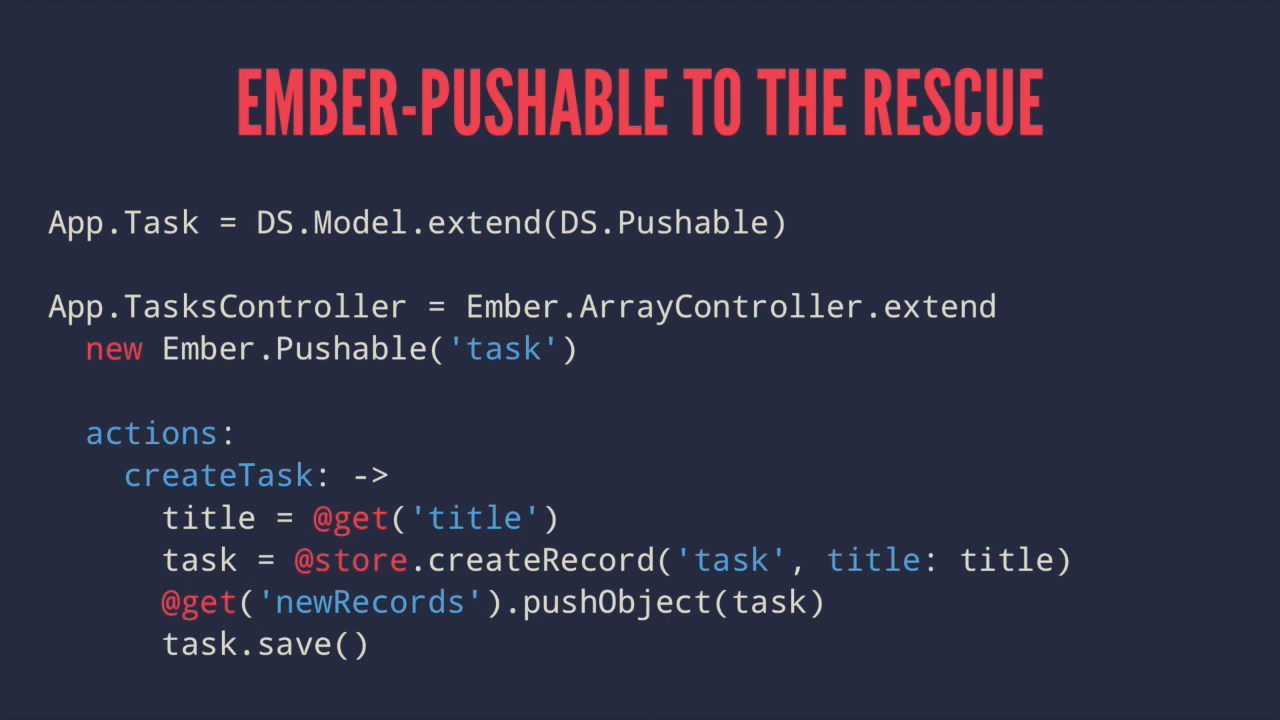 EMBER-PUSHABLE TO THE RESCUE
App.Task = DS.Model.extend(DS.Pushable)
App.TasksController = Ember.ArrayController.extend
  new Ember.Pushable('task')
  actions:
    createTask: ->
      title = @get('title')
      task = @store.createRecord('task', title: title)
      @get('newRecords').pushObject(task)
      task.save()